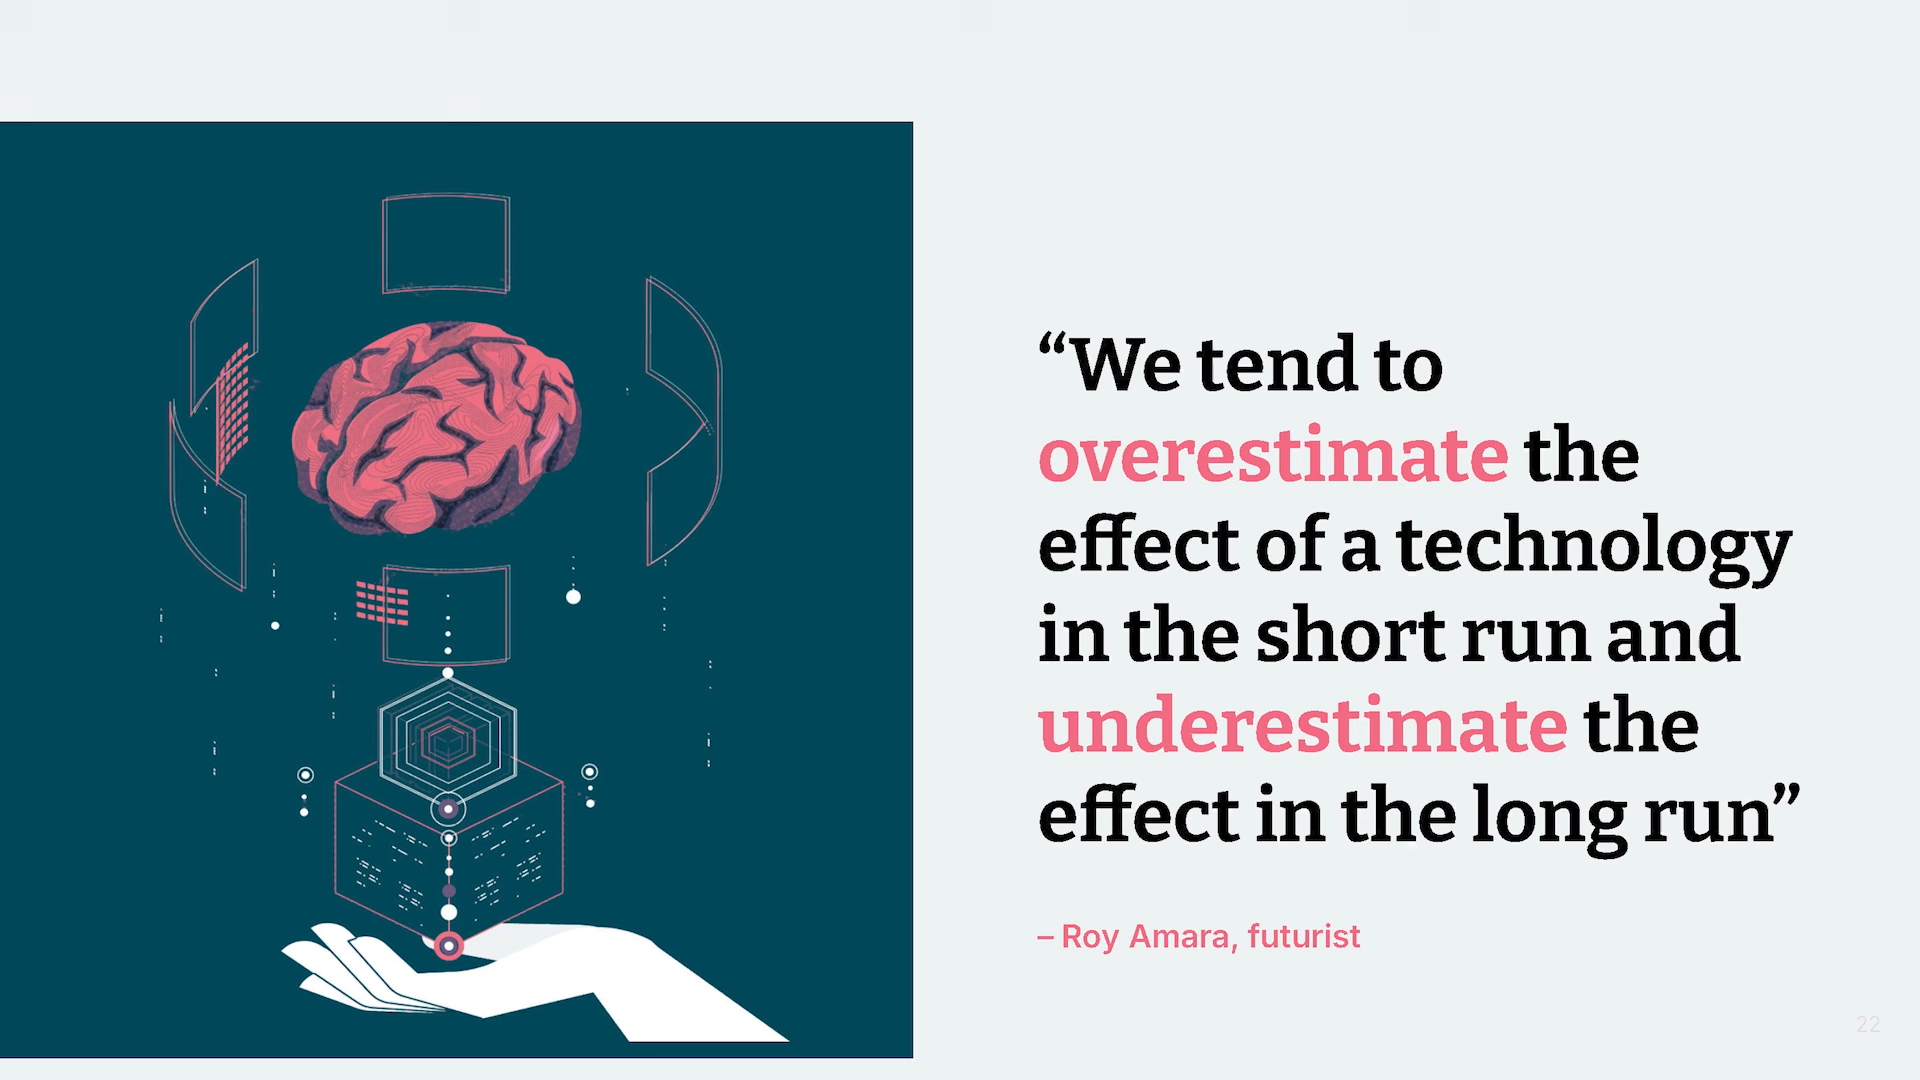 “We tend to
overestimate the
effect of a technology
in the short run and
underestimate the
effect in the long run”
– Roy Amara, futurist
22